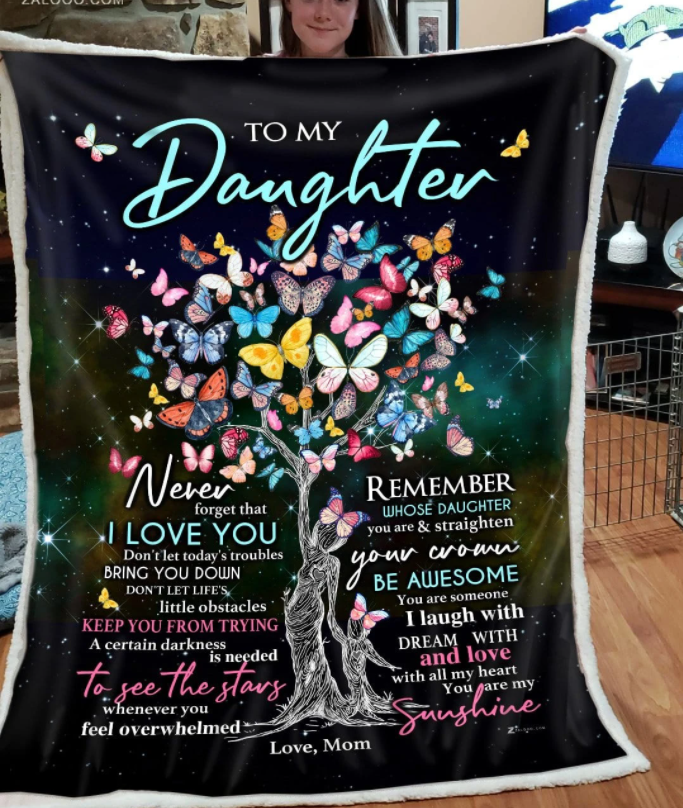 ZALOOO.COM
TO MY
Daughter
Never
forget that
I LOVE YOU
Don't let today's troubles
BRING YOU DOWN
DON'T LET LIFE'S
little obstacles
KEEP YOU FROM TRYING
A certain darkness
is needed
To see the stars
whenever you
feel overwhelmed
REMEMBER
WHOSE DAUGHTER
you are & straighten
your crown
BE AWESOME
You are someone
I laugh with
DREAM WITH
and love
with all my heart
You are my
Sunshine
Love, Mom